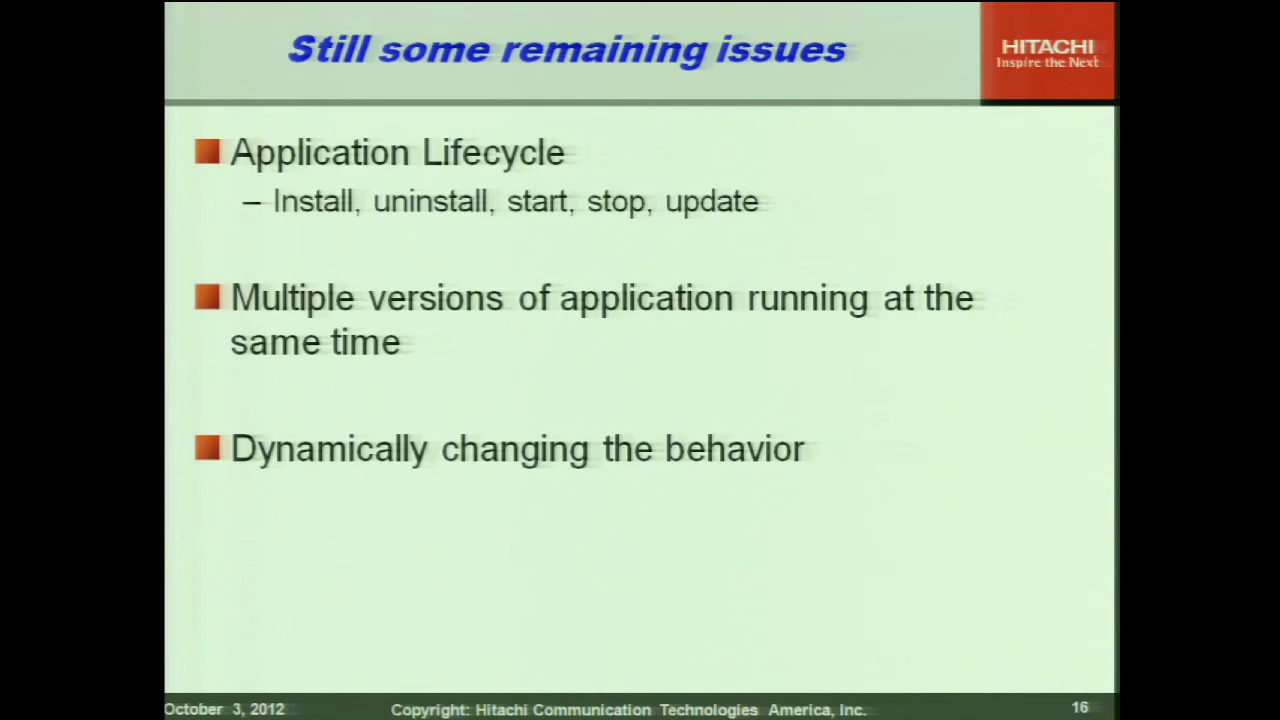 Still some remaining issues
HITACHI
Inspire the Next
Application Lifecycle
– Install, uninstall, start, stop, update
Multiple versions of application running at the
same time
Dynamically changing the behavior
October 3, 2012
Copyright: Hitachi Communication Technologies America, Inc.
16